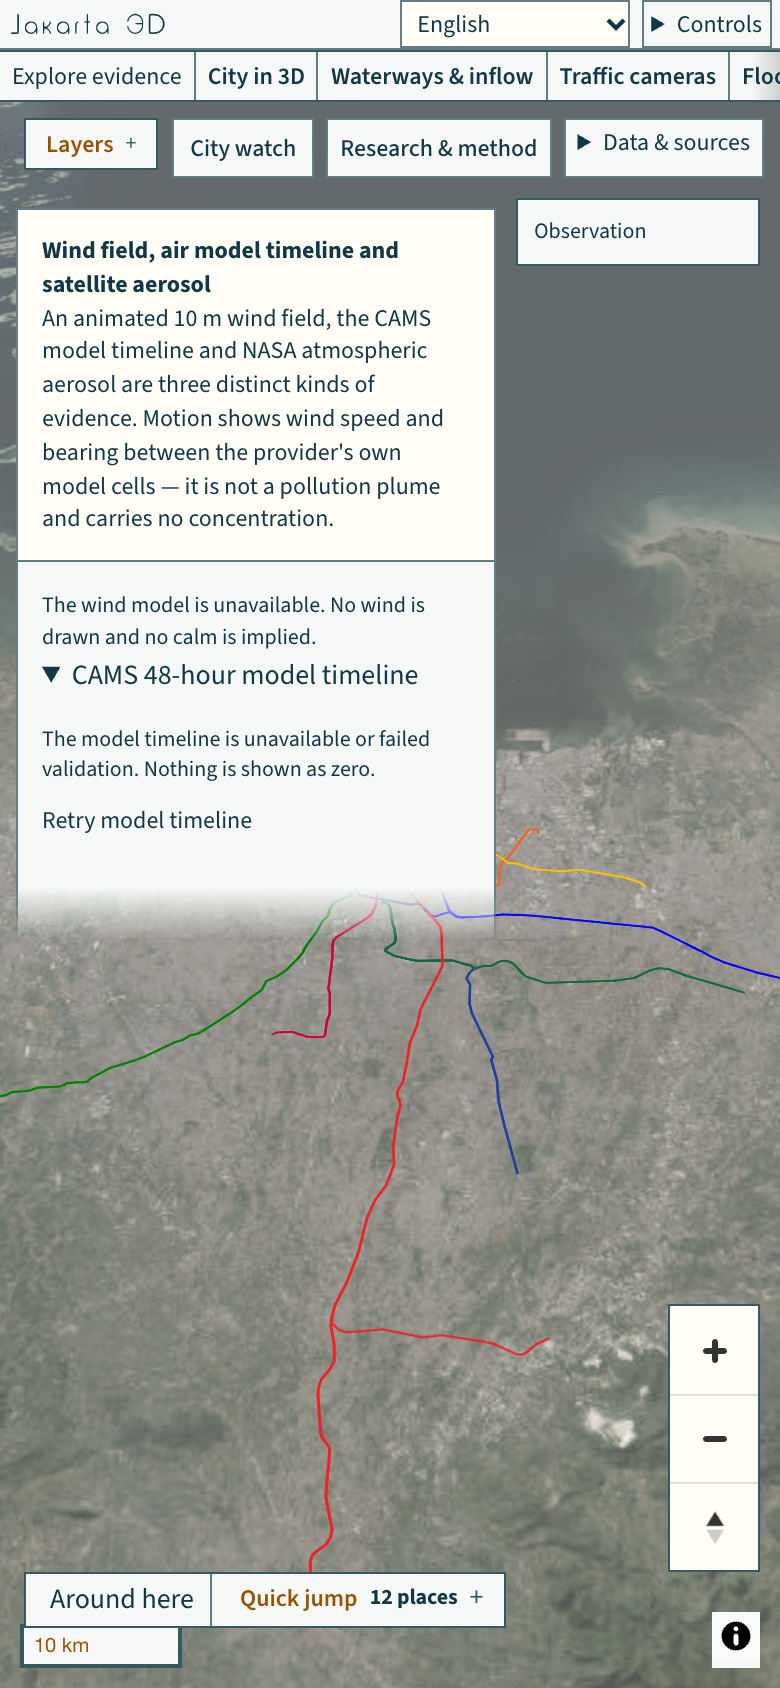 Jakarta 3D
English
Controls
Explore evidence
City in 3D
Waterways & inflow
Traffic cameras
Layers +
City watch
Research & method
Data & sources
Observation
Wind field, air model timeline and
satellite aerosol
An animated 10 m wind field, the CAMS
model timeline and NASA atmospheric
aerosol are three distinct kinds of
evidence. Motion shows wind speed and
bearing between the provider's own
model cells — it is not a pollution plume
and carries no concentration.
The wind model is unavailable. No wind is
drawn and no calm is implied.
CAMS 48-hour model timeline
The model timeline is unavailable or failed
validation. Nothing is shown as zero.
Retry model timeline
Around here
Quick jump 12 places +
10 km